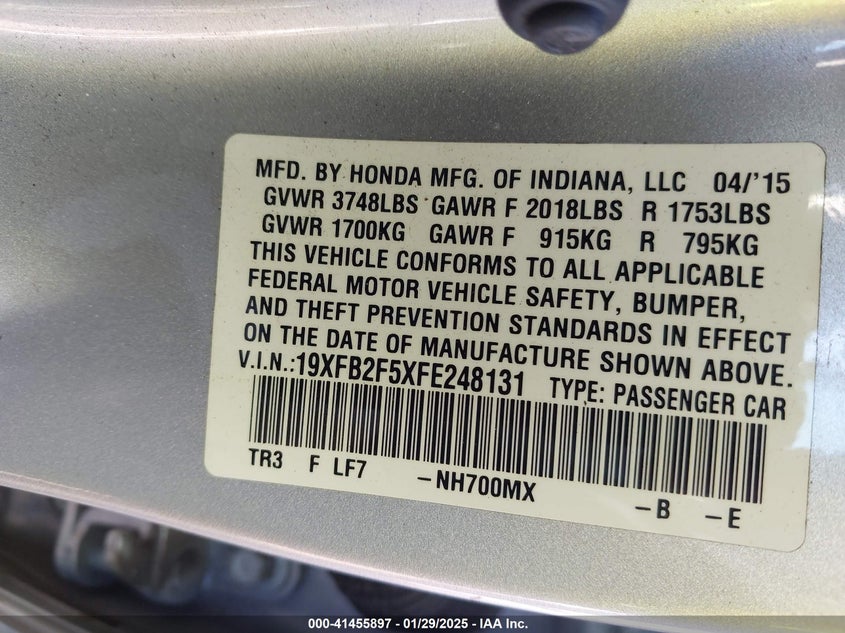 MFD. BY HONDA MFG. OF INDIANA, LLC 04/'15
GVWR 3748LBS GAWR F 2018LBS R 1753LBS
GVWR 1700KG GAWR F 915KG R 795KG
THIS VEHICLE CONFORMS TO ALL APPLICABLE
FEDERAL MOTOR VEHICLE SAFETY, BUMPER,
AND THEFT PREVENTION STANDARDS IN EFFECT
ON THE DATE OF MANUFACTURE SHOWN ABOVE.
V.I.N.:19XFB2F5XFE248131 TYPE: PASSENGER CAR
TR3 F LF7 –NH700MX –B –E
000-41455897 - 01/29/2025 - IAA Inc.